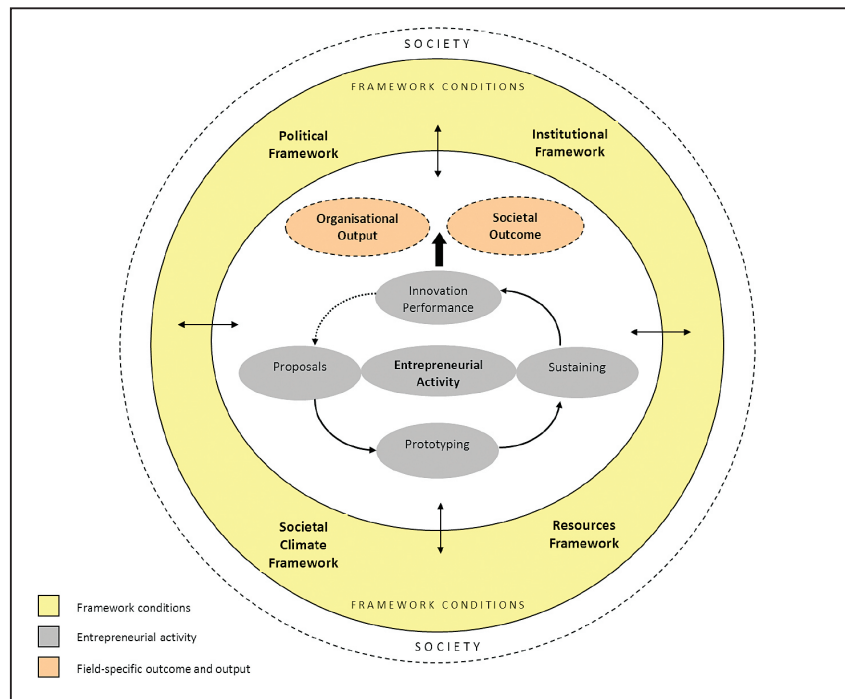 SOCIETY
FRAMEWORK CONDITIONS
Political
Framework
Institutional
Framework
Organisational
Output
Societal
Outcome
Innovation
Performance
Proposals
Entrepreneurial
Activity
Sustaining
Prototyping
Societal
Climate
Framework
Resources
Framework
FRAMEWORK CONDITIONS
SOCIETY
Framework conditions
Entrepreneurial activity
Field-specific outcome and output